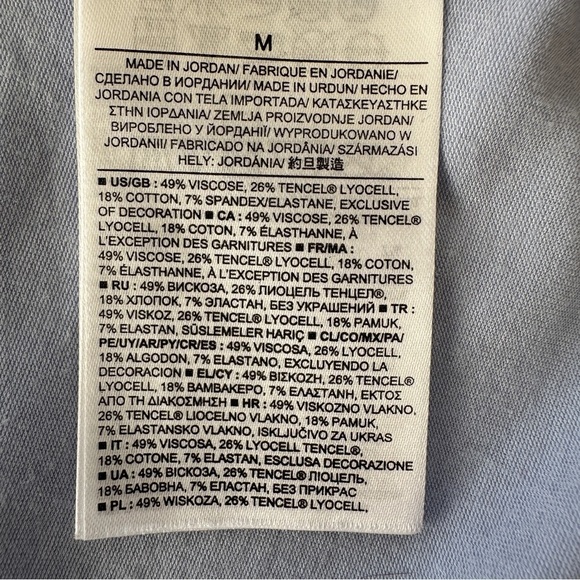 M
MADE IN JORDAN/ FABRIQUE EN JORDANIE/
СДЕЛАНО В ИОРДАНИИ/ MADE IN URDUN/ HECHO EN
JORDANIA CON TELA IMPORTADA/ ΚΑΤΑΣΚΕΥΑΣΤΗΚΕ
ΣΤΗΝ ΙΟΡΔΑΝΙΑ/ ZEMLJA PROIZVODNJE JORDAN/
ВИРОБЛЕНО У ЙОРДАНІЇ/ WYPRODUKOWANO W
JORDANII/ FABRICADO NA JORDÂNIA/ SZÁRMAZÁSI
HELY: JORDÁNIA/ 約旦製造
■ US/GB : 49% VISCOSE, 26% TENCEL® LYOCELL,
18% COTTON, 7% SPANDEX/ELASTANE, EXCLUSIVE
OF DECORATION ■ CA : 49% VISCOSE, 26% TENCEL®
LYOCELL, 18% COTON, 7% ÉLASTHANNE, À
L'EXCEPTION DES GARNITURES ■ FR/MA :
49% VISCOSE, 26% TENCEL® LYOCELL, 18% COTON,
7% ÉLASTHANNE, À L'EXCEPTION DES GARNITURES
■ RU : 49% ВИСКОЗА, 26% ЛИОЦЕЛЬ ТЕНЦЕЛ®,
18% ХЛОПОК, 7% ЭЛАСТАН, БЕЗ УКРАШЕНИЙ ■ TR :
49% VISKOZ, 26% TENCEL® LYOCELL, 18% PAMUK,
7% ELASTAN, SÜSLEMELER HARİÇ ■ CL/CO/MX/PA/
PE/UY/AR/PY/CR/ES : 49% VISCOSA, 26% LYOCELL,
18% ALGODON, 7% ELASTANO, EXCLUYENDO LA
DECORACION ■ EL/CY : 49% ΒΙΣΚΟΖΗ, 26% TENCEL®
LYOCELL, 18% ΒΑΜΒΑΚΕΡΟ, 7% ΕΛΑΣΤΑΝΗ, ΕΚΤΟΣ
ΑΠΟ ΤΗ ΔΙΑΚΟΣΜΗΣΗ ■ HR : 49% VISKOZNO VLAKNO,
26% TENCEL® LIOCELNO VLAKNO, 18% PAMUK,
7% ELASTANSKO VLAKNO, ISKLJUČIVO ZA UKRAS
■ IT : 49% VISCOSA, 26% LYOCELL TENCEL®,
18% COTONE, 7% ELASTAN, ESCLUSA DECORAZIONE
■ UA : 49% ВІСКОЗА, 26% TENCEL® ЛІОЦЕЛЬ,
18% БАВОВНА, 7% ЕЛАСТАН, БЕЗ ПРИКРАС
■ PL : 49% WISKOZA, 26% TENCEL® LYOCELL,